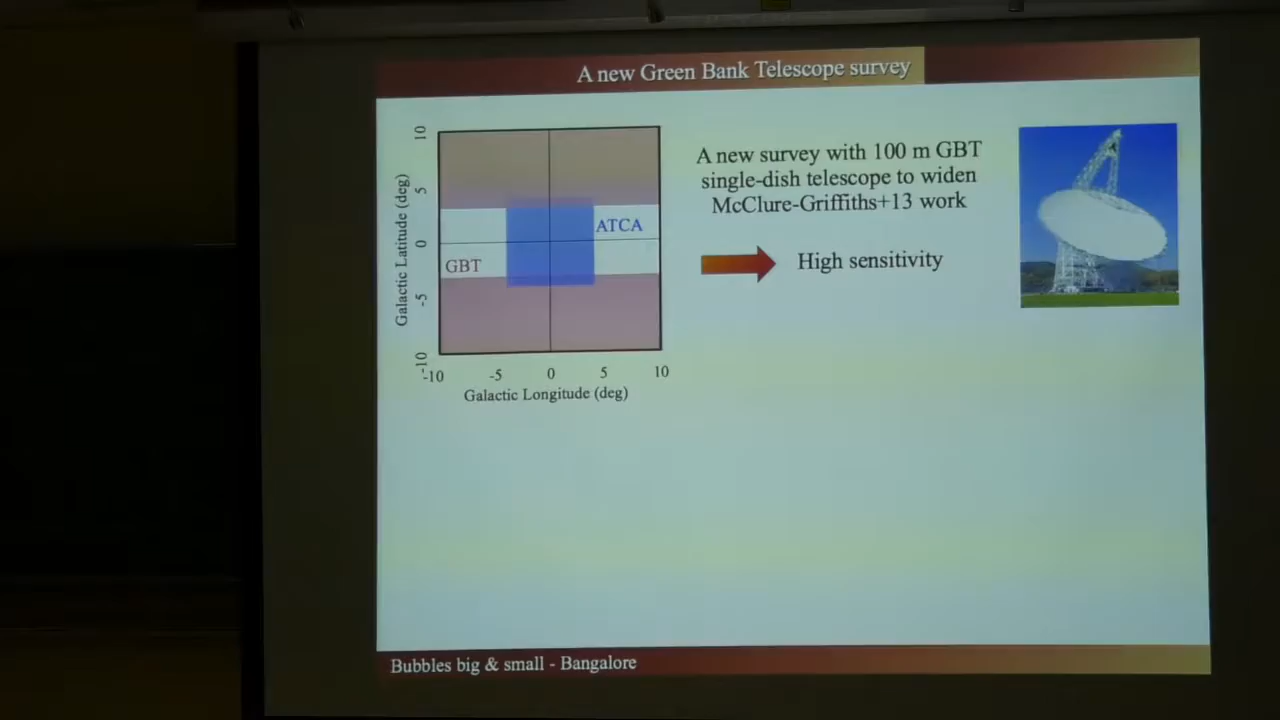 A new Green Bank Telescope survey
10
5
0
-5
-10
Galactic Latitude (deg)
ATCA
GBT
-10 -5 0 5 10
Galactic Longitude (deg)
A new survey with 100 m GBT
single-dish telescope to widen
McClure-Griffiths+13 work
High sensitivity
Bubbles big & small - Bangalore